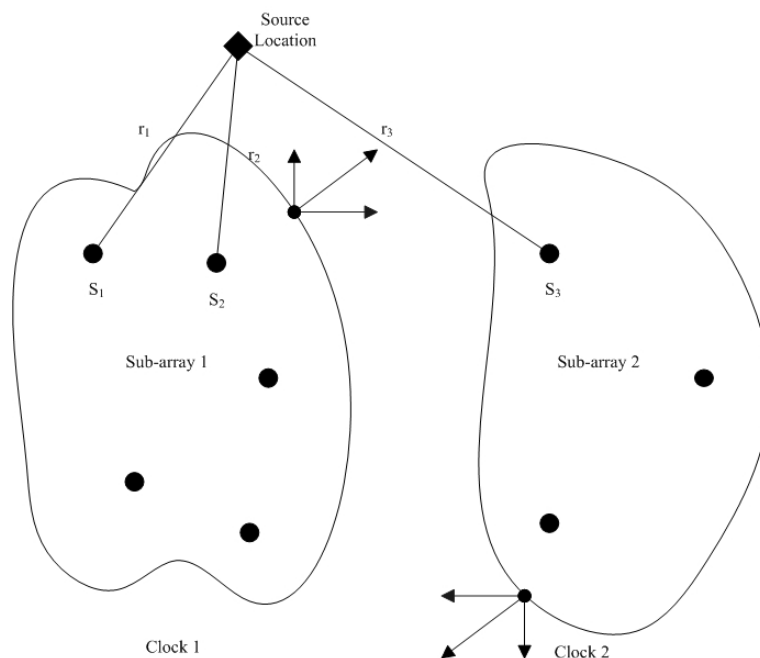 Source
Location
r₁
r₂
r₃
S₁
S₂
S₃
Sub-array 1
Sub-array 2
Clock 1
Clock 2